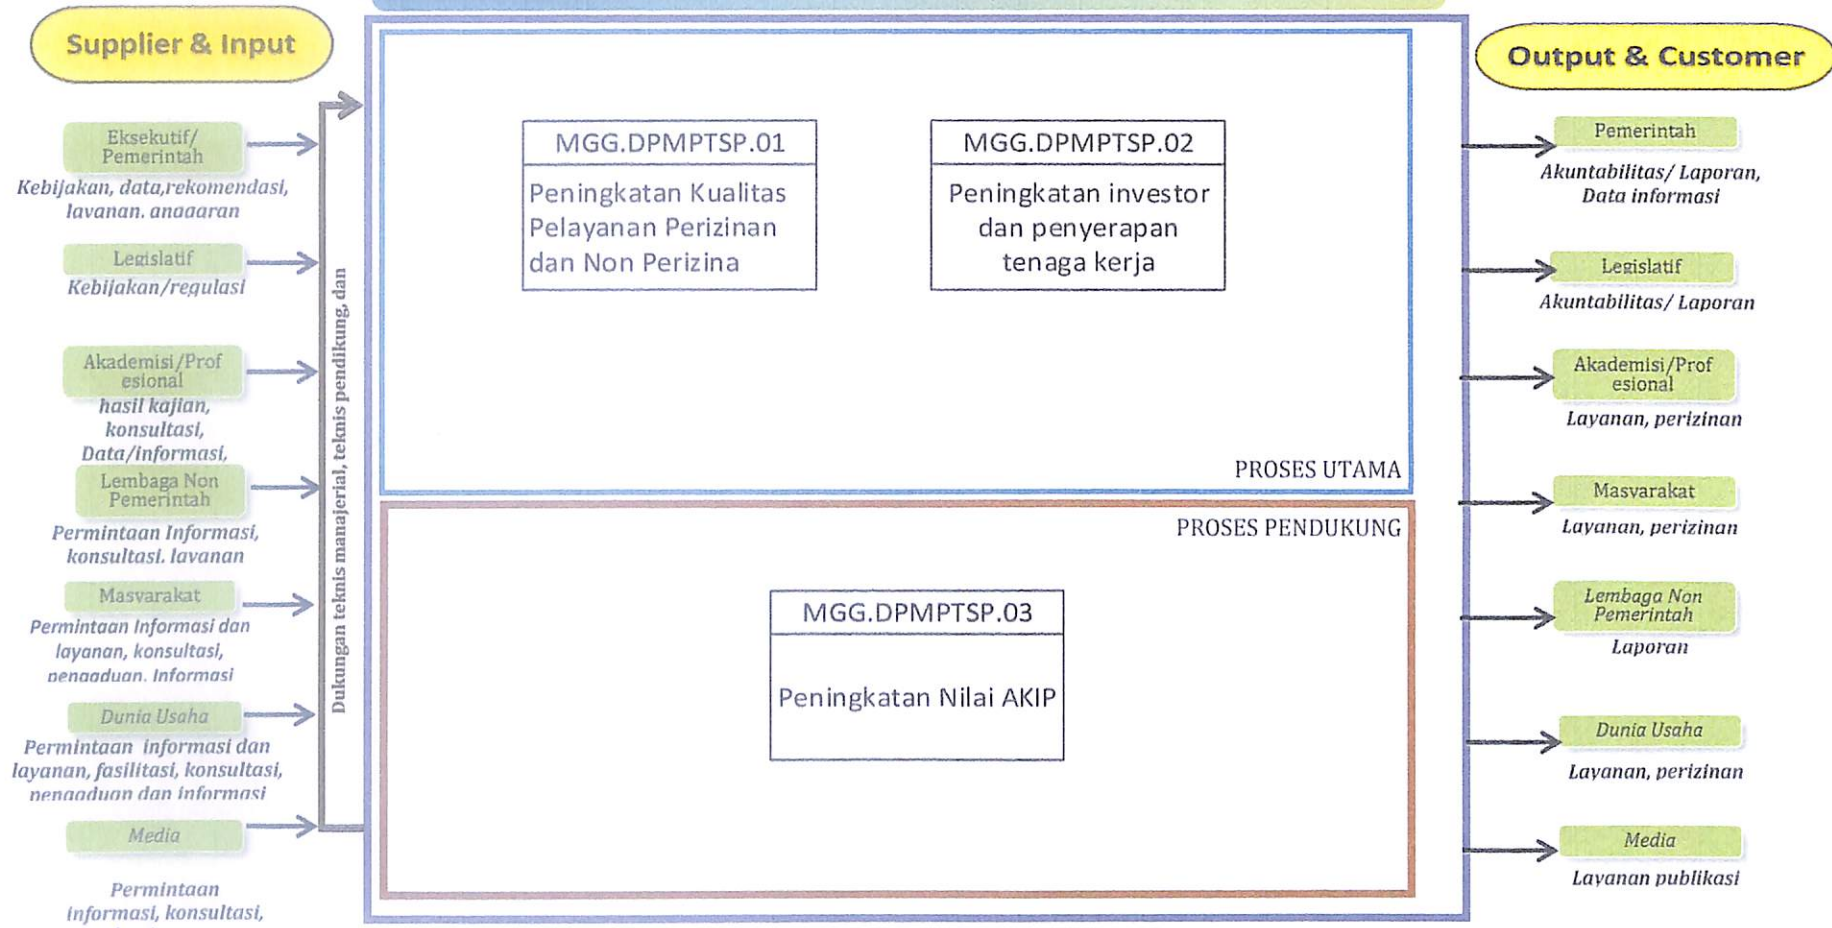 Supplier & Input
Eksekutif/
Pemerintah
Kebijakan, data,rekomendasi,
layanan. anggaran
Legislatif
Kebijakan/regulasi
Akademisi/Prof
esional
hasil kajian,
konsultasi,
Data/informasi,
Lembaga Non
Pemerintah
Permintaan Informasi,
konsultasi. layanan
Masyarakat
Permintaan Informasi dan
layanan, konsultasi,
pengaduan. Informasi
Dunia Usaha
Permintaan informasi dan
layanan, fasilitasi, konsultasi,
pengaduan dan informasi
Media
Permintaan
informasi, konsultasi,
Dukungan teknis manajerial, teknis pendikung, dan
MGG.DPMPTSP.01
Peningkatan Kualitas
Pelayanan Perizinan
dan Non Perizina
MGG.DPMPTSP.02
Peningkatan investor
dan penyerapan
tenaga kerja
PROSES UTAMA
PROSES PENDUKUNG
MGG.DPMPTSP.03
Peningkatan Nilai AKIP
Output & Customer
Pemerintah
Akuntabilitas/ Laporan,
Data informasi
Legislatif
Akuntabilitas/ Laporan
Akademisi/Prof
esional
Layanan, perizinan
Masyarakat
Layanan, perizinan
Lembaga Non
Pemerintah
Laporan
Dunia Usaha
Layanan, perizinan
Media
Layanan publikasi